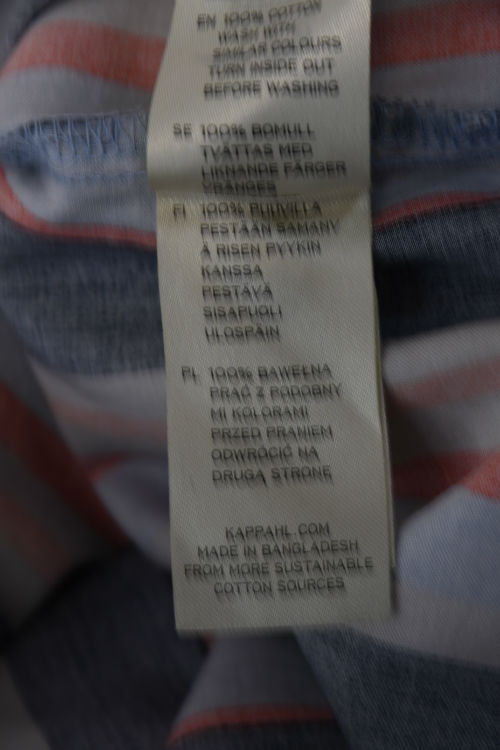 EN 100% COTTON
WASH WITH
SIMILAR COLOURS
TURN INSIDE OUT
BEFORE WASHING
SE 100% BOMULL
TVÄTTAS MED
LIKNANDE FÄRGER
VRÄNGES
FI 100% PUUVILLA
PESTÄÄN SAMANV
ÄRISEN PYYKIN
KANSSA
PESTÄVÄ
SISÄPUOLI
ULOSPÄIN
PL 100% BAWEŁNA
PRAĆ Z PODOBNY
MI KOLORAMI
PRZED PRANIEM
ODWRÓCIĆ NA
DRUGĄ STRONĘ
KAPPAHL.COM
MADE IN BANGLADESH
FROM MORE SUSTAINABLE
COTTON SOURCES